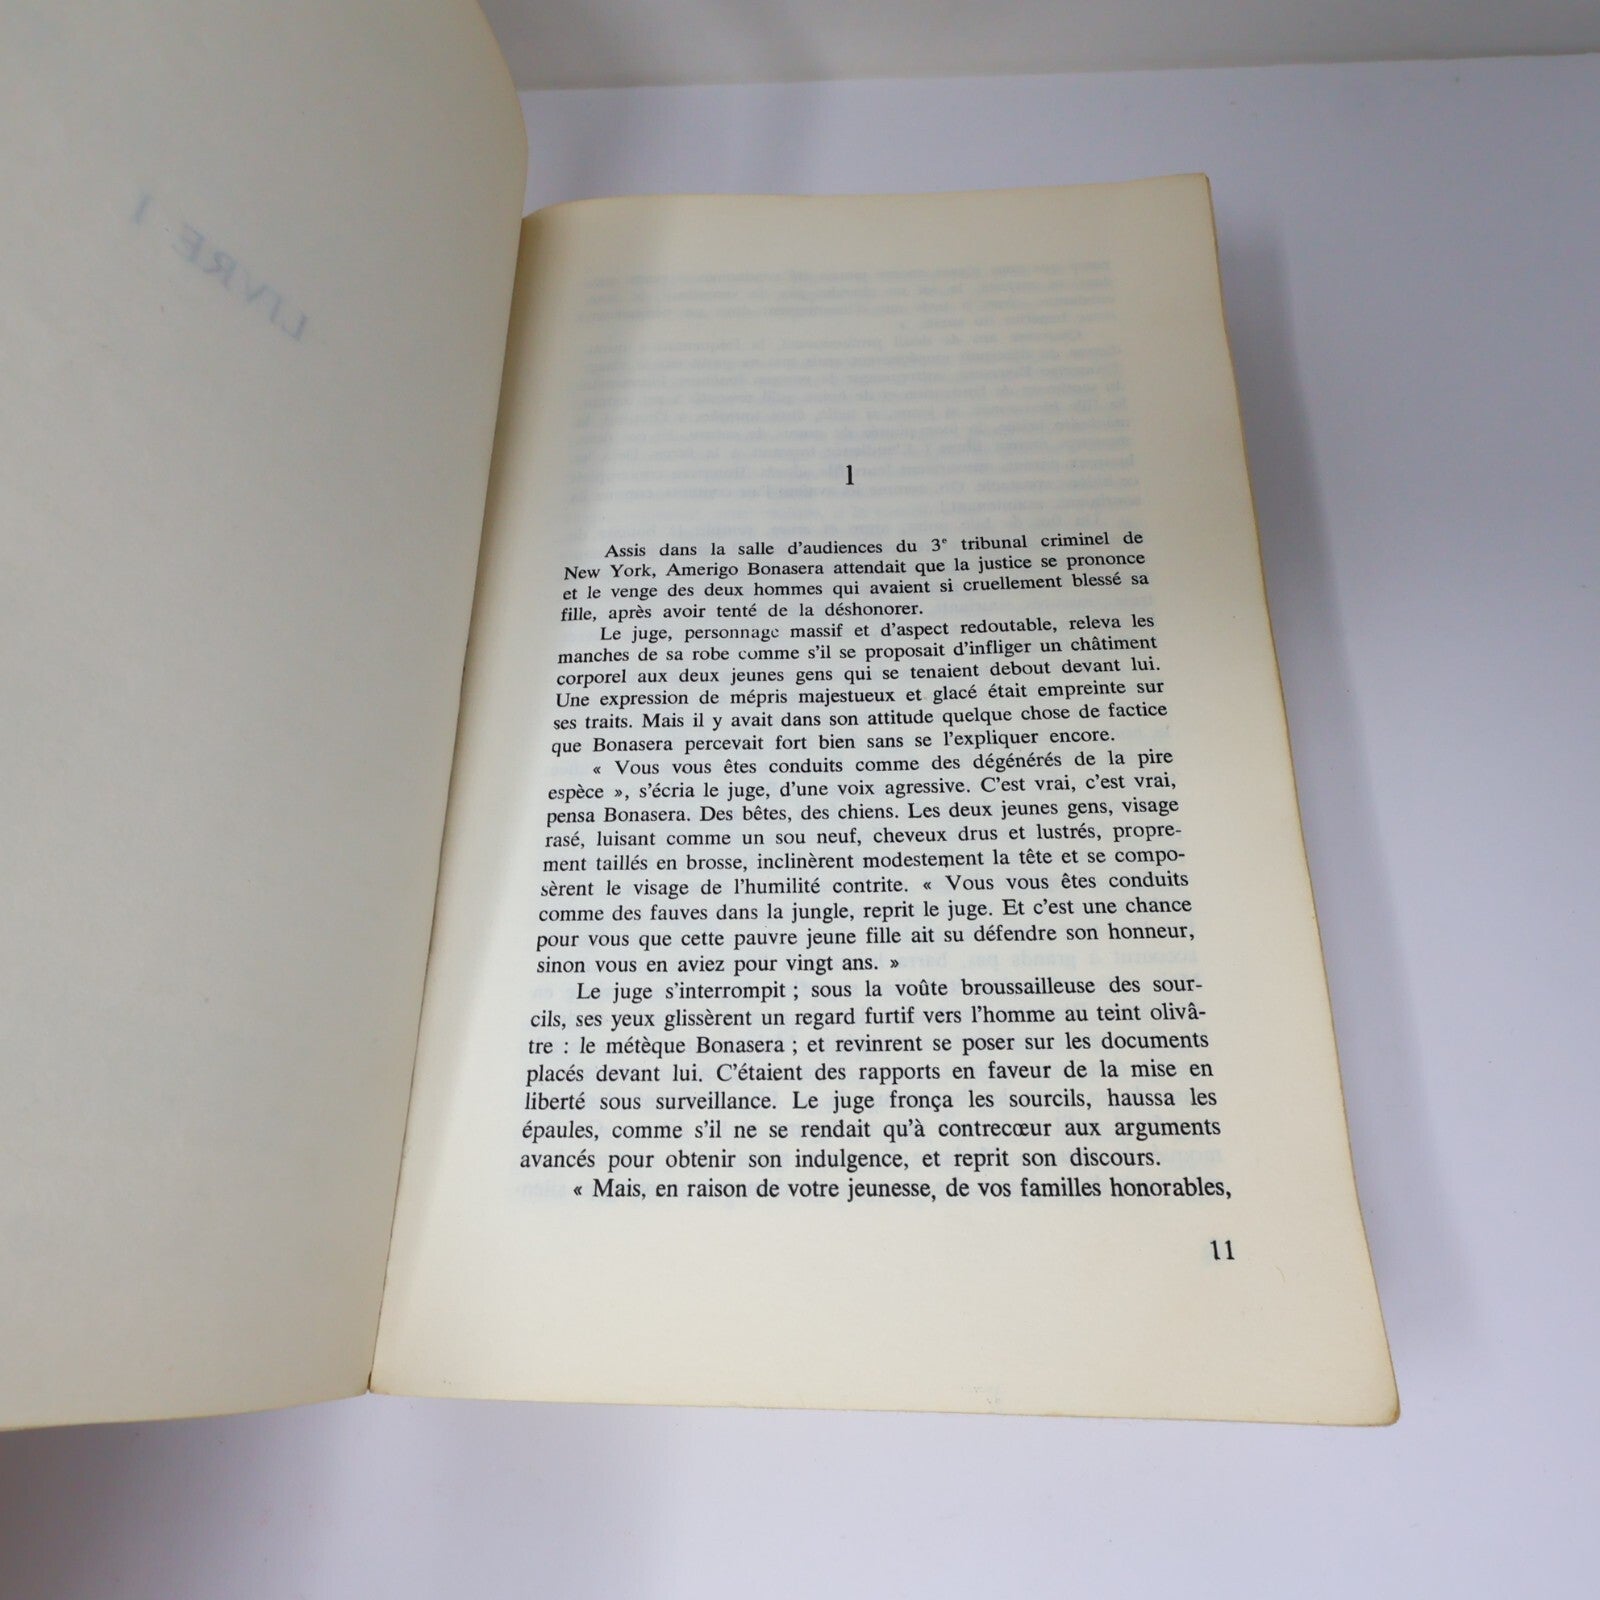 LIVRE I
1
Assis dans la salle d'audiences du 3e tribunal criminel de
New York, Amerigo Bonasera attendait que la justice se prononce
et le venge des deux hommes qui avaient si cruellement blessé sa
fille, après avoir tenté de la déshonorer.
Le juge, personnage massif et d'aspect redoutable, releva les
manches de sa robe comme s'il se proposait d'infliger un châtiment
corporel aux deux jeunes gens qui se tenaient debout devant lui.
Une expression de mépris majestueux et glacé était empreinte sur
ses traits. Mais il y avait dans son attitude quelque chose de factice
que Bonasera percevait fort bien sans se l'expliquer encore.
« Vous vous êtes conduits comme des dégénérés de la pire
espèce », s'écria le juge, d'une voix agressive. C'est vrai, c'est vrai,
pensa Bonasera. Des bêtes, des chiens. Les deux jeunes gens, visage
rasé, luisant comme un sou neuf, cheveux drus et lustrés, propre-
ment taillés en brosse, inclinèrent modestement la tête et se compo-
sèrent le visage de l'humilité contrite. « Vous vous êtes conduits
comme des fauves dans la jungle, reprit le juge. Et c'est une chance
pour vous que cette pauvre jeune fille ait su défendre son honneur,
sinon vous en aviez pour vingt ans. »
Le juge s'interrompit ; sous la voûte broussailleuse des sour-
cils, ses yeux glissèrent un regard furtif vers l'homme au teint olivâ-
tre : le métèque Bonasera ; et revinrent se poser sur les documents
placés devant lui. C'étaient des rapports en faveur de la mise en
liberté sous surveillance. Le juge fronça les sourcils, haussa les
épaules, comme s'il ne se rendait qu'à contrecœur aux arguments
avancés pour obtenir son indulgence, et reprit son discours.
« Mais, en raison de votre jeunesse, de vos familles honorables,
11